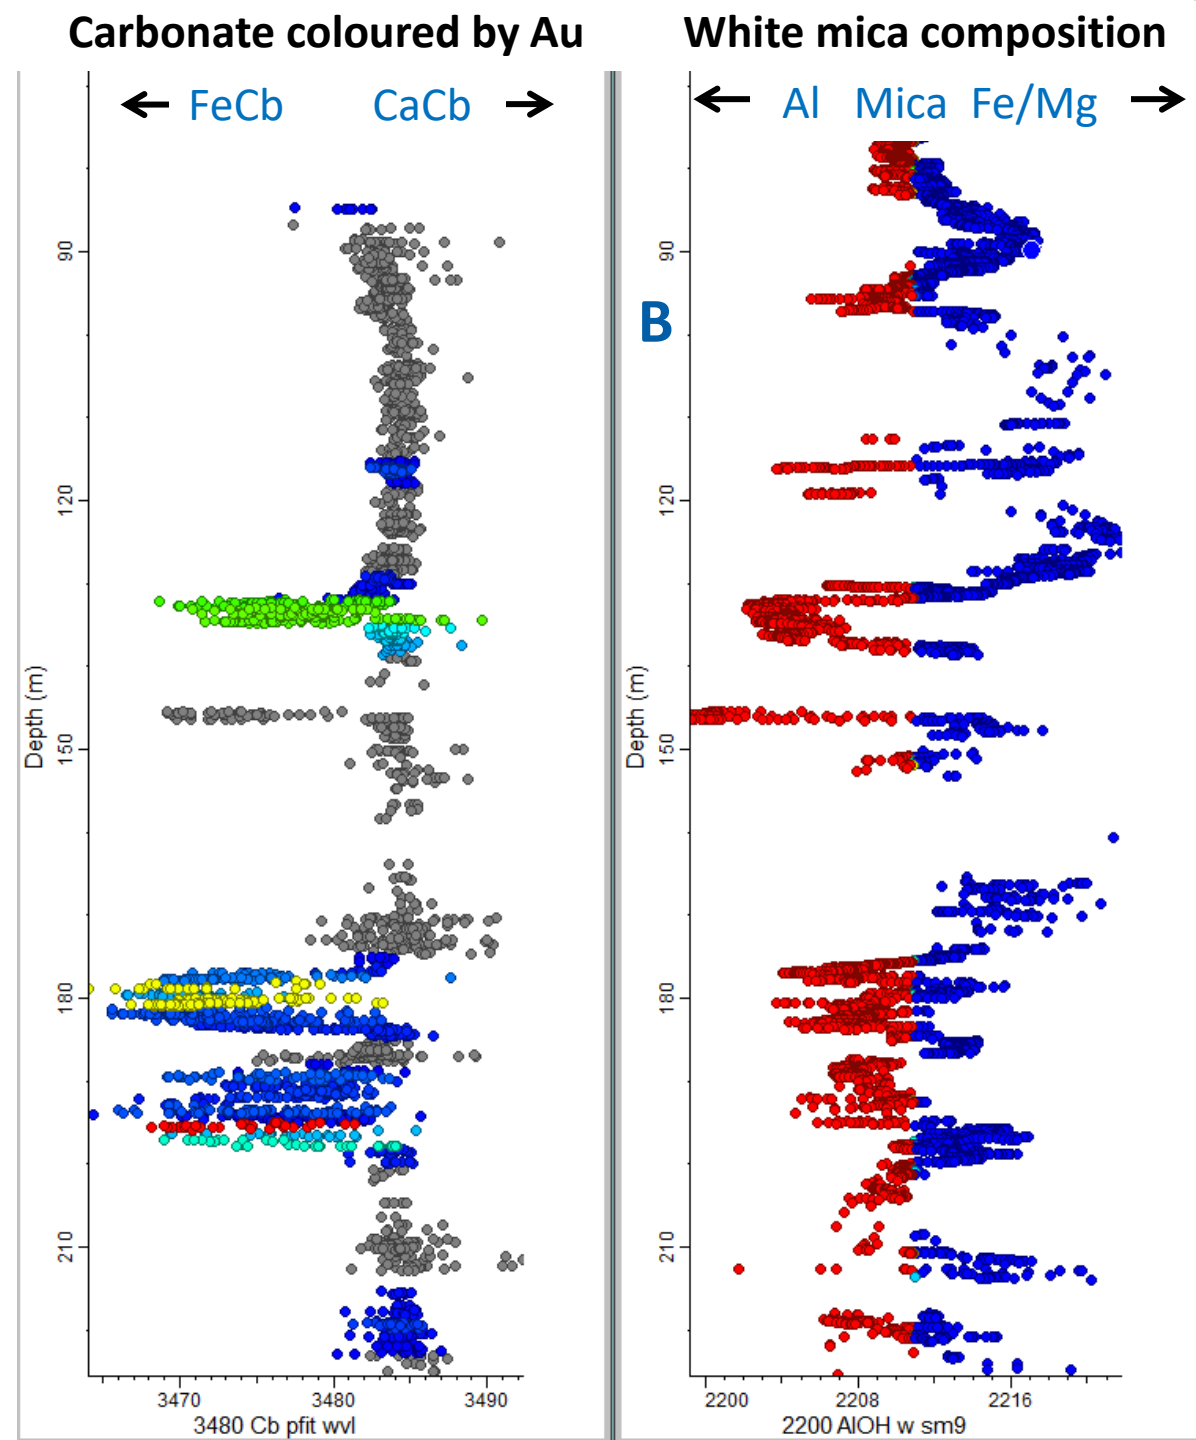 Carbonate coloured by Au
White mica composition
FeCb CaCb
Al Mica Fe/Mg
B
90
120
150
180
210
Depth (m)
3470 3480 3490
3480 Cb pfit wvl
90
120
150
180
210
Depth (m)
2200 2208 2216
2200 AlOH w sm9